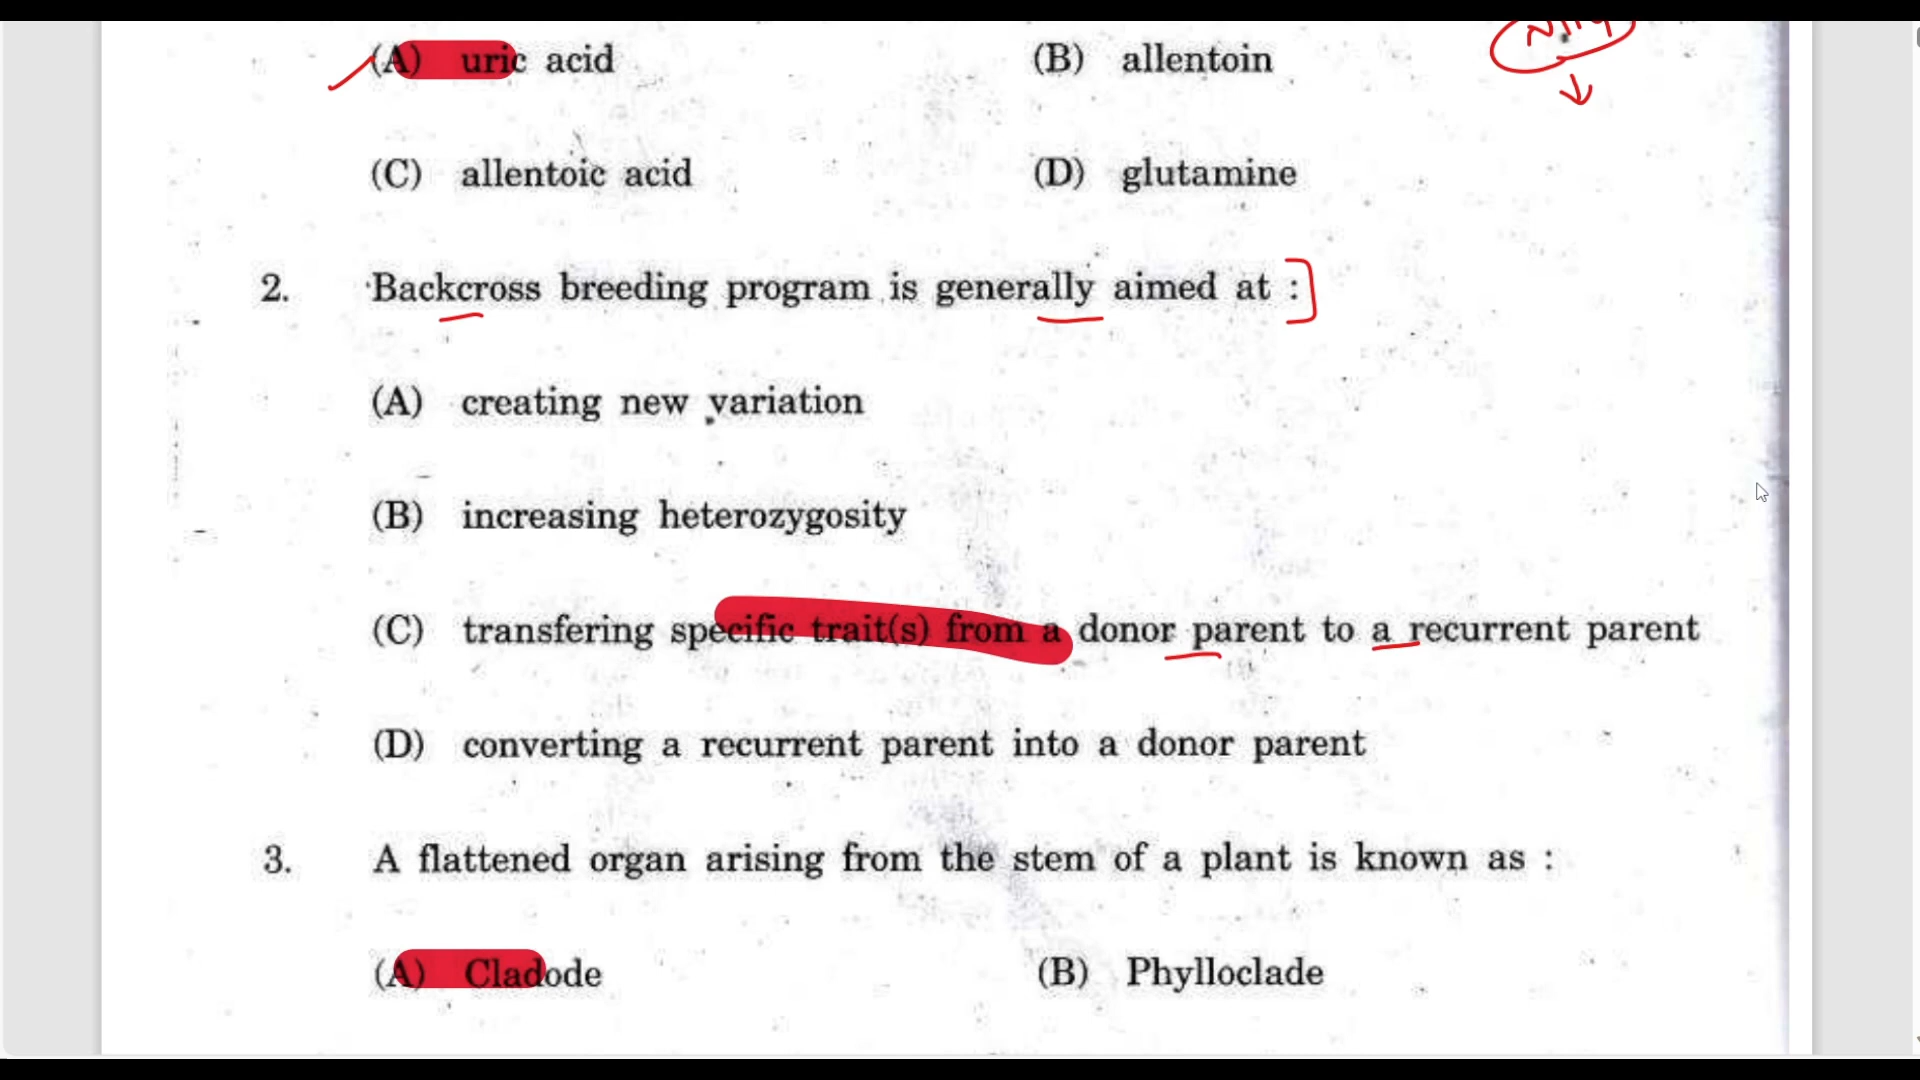 (A) uric acid (B) allentoin
(C) allentoic acid (D) glutamine
2. Backcross breeding program is generally aimed at :
(A) creating new variation
(B) increasing heterozygosity
(C) transfering specific trait(s) from a donor parent to a recurrent parent
(D) converting a recurrent parent into a donor parent
3. A flattened organ arising from the stem of a plant is known as :
(A) Cladode (B) Phylloclade